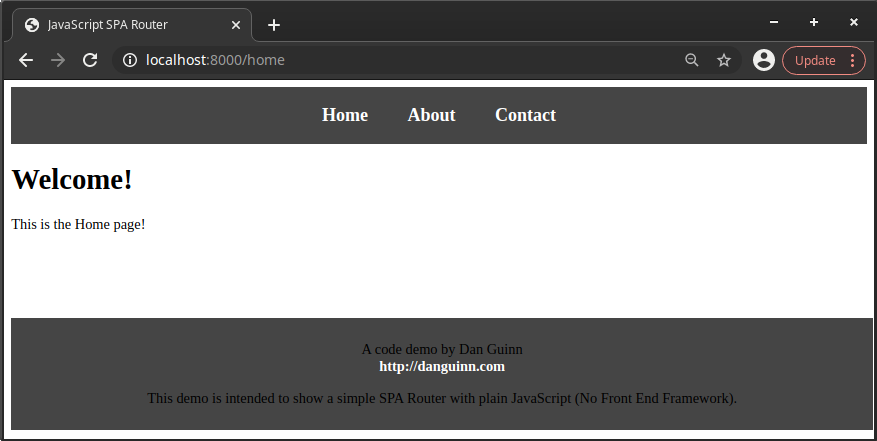 JavaScript SPA Router
localhost:8000/home
Update
Home About Contact
Welcome!
This is the Home page!
A code demo by Dan Guinn
http://danguinn.com
This demo is intended to show a simple SPA Router with plain JavaScript (No Front End Framework).